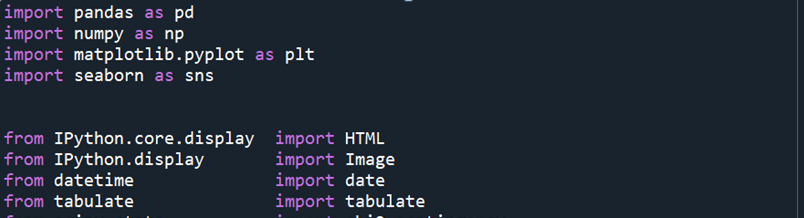 import pandas as pd
import numpy as np
import matplotlib.pyplot as plt
import seaborn as sns
from IPython.core.display import HTML
from IPython.display import Image
from datetime import date
from tabulate import tabulate